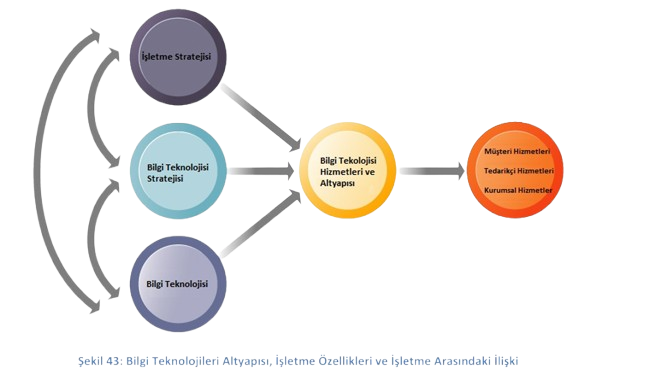 İşletme Stratejisi
Bilgi Teknolojisi
Stratejisi
Bilgi Teknolojisi
Bilgi Tekolojisi
Hizmetleri ve
Altyapısı
Müşteri Hizmetleri
Tedarikçi Hizmetleri
Kurumsal Hizmetler
Şekil 43: Bilgi Teknolojileri Altyapısı, İşletme Özellikleri ve İşletme Arasındaki İlişki